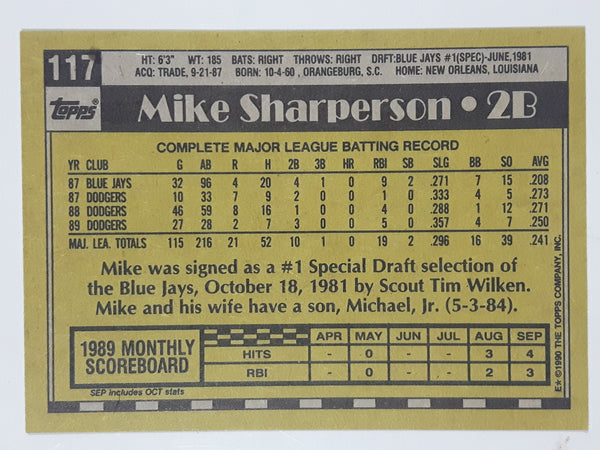 117
HT: 6'3" WT: 185 BATS: RIGHT THROWS: RIGHT DRFT: BLUE JAYS #1(SPEC)-JUNE,1981
ACQ: TRADE, 9-21-87 BORN: 10-4-60 , ORANGEBURG, S.C. HOME: NEW ORLEANS, LOUISIANA
Topps® Mike Sharperson • 2B
COMPLETE MAJOR LEAGUE BATTING RECORD
YR CLUB G AB R H 2B 3B HR RBI SB SLG BB SO AVG
87 BLUE JAYS 32 96 4 20 4 1 0 9 2 .271 7 15 .208
87 DODGERS 10 33 7 9 2 0 0 1 0 .333 4 5 .273
88 DODGERS 46 59 8 16 1 0 0 4 0 .288 1 12 .271
89 DODGERS 27 28 2 7 3 0 0 5 0 .357 4 7 .250
MAJ. LEA. TOTALS 115 216 21 52 10 1 0 19 2 .296 16 39 .241
Mike was signed as a #1 Special Draft selection of
the Blue Jays, October 18, 1981 by Scout Tim Wilken.
Mike and his wife have a son, Michael, Jr. (5-3-84).
1989 MONTHLY
SCOREBOARD
APR MAY JUN JUL AUG SEP
HITS – 0 – – 3 4
RBI – 0 – – 2 3
SEP includes OCT stats
E* ©1990 THE TOPPS COMPANY, INC.